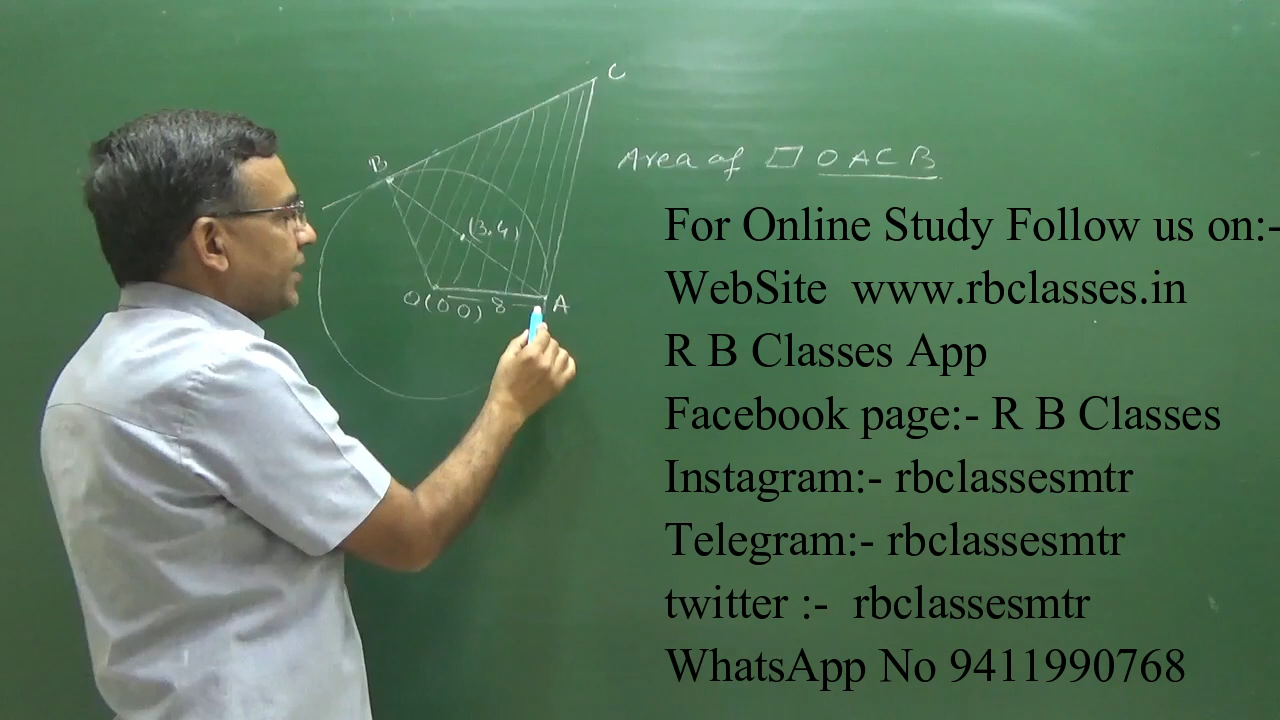 C
B
Area of ▱ OACB
(3,4)
O(0 0) 8 A
For Online Study Follow us on:-
WebSite www.rbclasses.in
R B Classes App
Facebook page:- R B Classes
Instagram:- rbclassesmtr
Telegram:- rbclassesmtr
twitter :- rbclassesmtr
WhatsApp No 9411990768